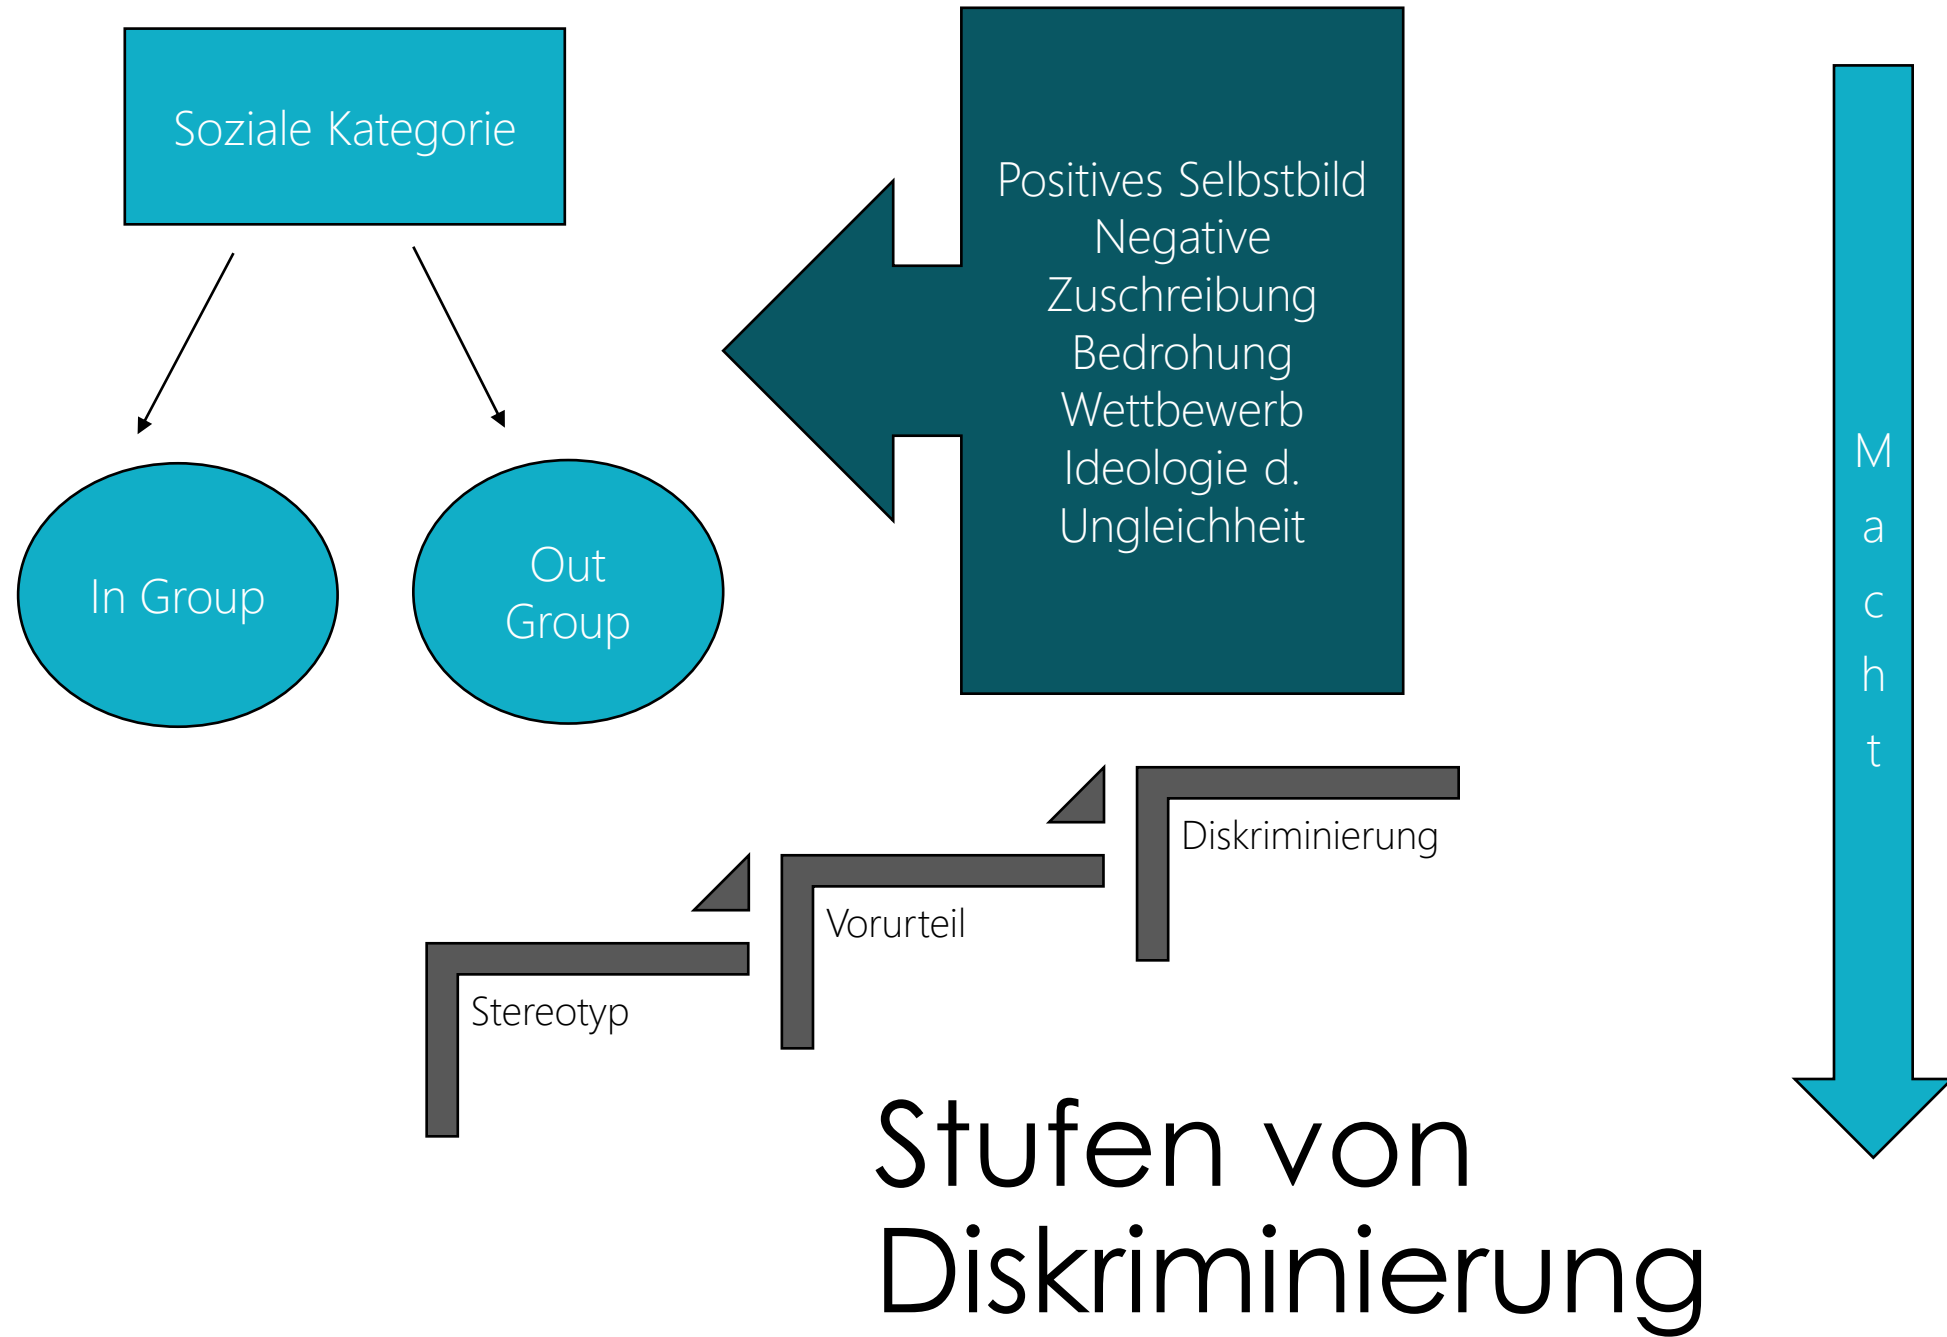 Soziale Kategorie
In Group
Out
Group
Positives Selbstbild
Negative
Zuschreibung
Bedrohung
Wettbewerb
Ideologie d.
Ungleichheit
M
a
c
h
t
Stereotyp
Vorurteil
Diskriminierung
Stufen von
Diskriminierung